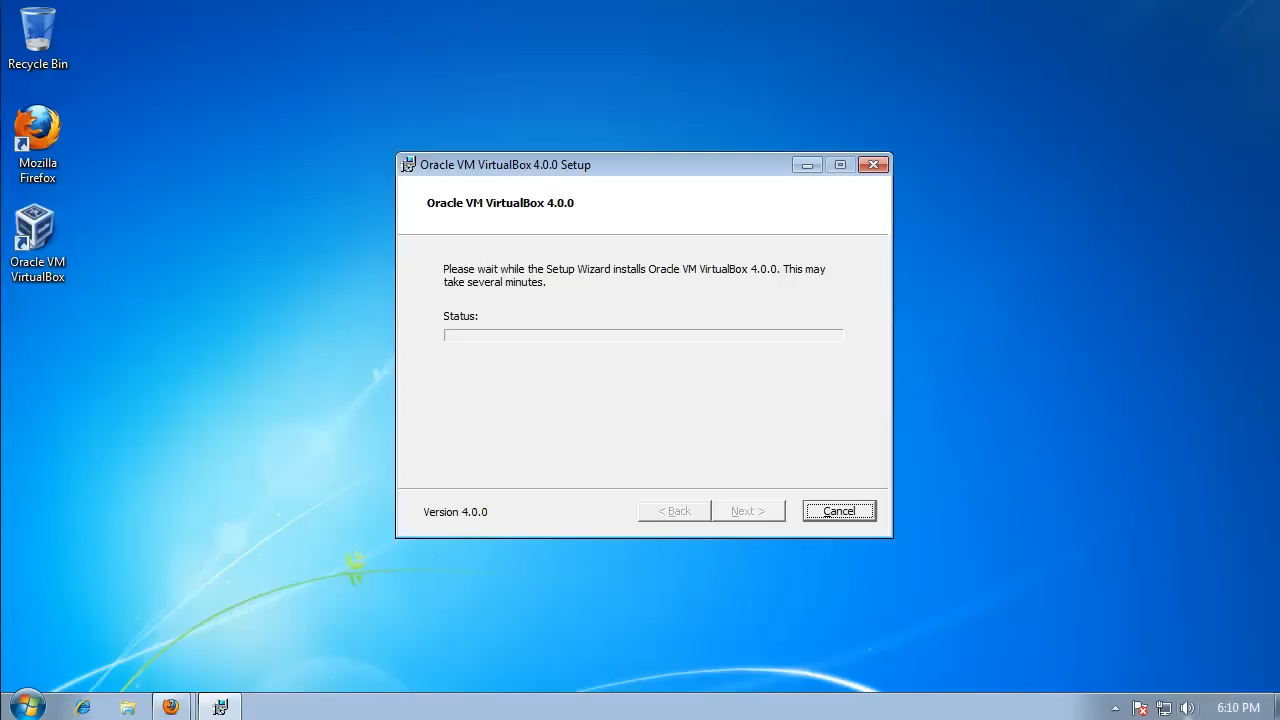 Recycle Bin
Mozilla
Firefox
Oracle VM
VirtualBox
Oracle VM VirtualBox 4.0.0 Setup
Oracle VM VirtualBox 4.0.0
Please wait while the Setup Wizard installs Oracle VM VirtualBox 4.0.0. This may
take several minutes.
Status:
Version 4.0.0
< Back
Next >
Cancel
6:10 PM